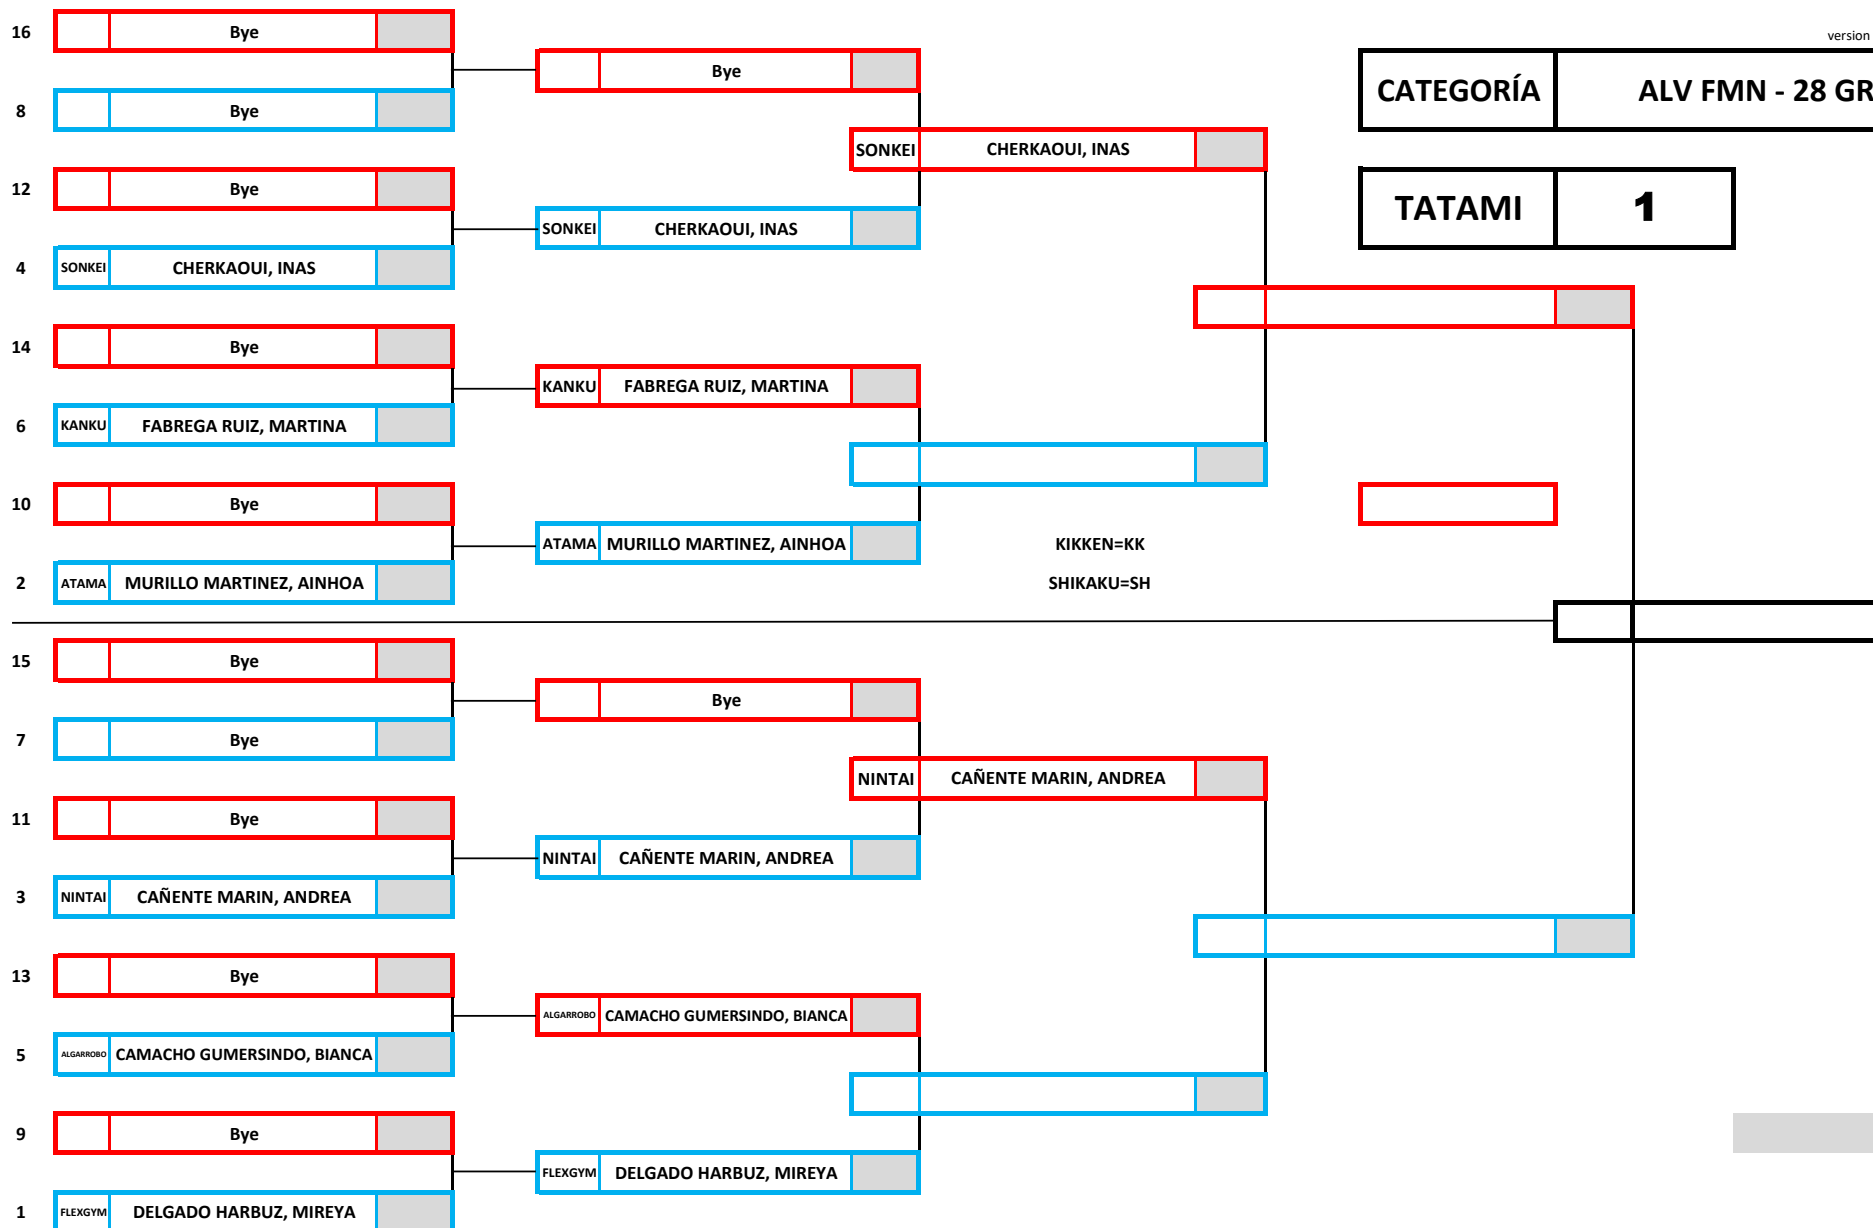 version
16 Bye
Bye
CATEGORÍA ALV FMN - 28 GR
8 Bye
SONKEI CHERKAOUI, INAS
12 Bye
TATAMI 1
SONKEI CHERKAOUI, INAS
4 SONKEI CHERKAOUI, INAS
14 Bye
KANKU FABREGA RUIZ, MARTINA
6 KANKU FABREGA RUIZ, MARTINA
10 Bye
ATAMA MURILLO MARTINEZ, AINHOA
KIKKEN=KK
2 ATAMA MURILLO MARTINEZ, AINHOA
SHIKAKU=SH
15 Bye
Bye
7 Bye
NINTAI CAÑENTE MARIN, ANDREA
11 Bye
NINTAI CAÑENTE MARIN, ANDREA
3 NINTAI CAÑENTE MARIN, ANDREA
13 Bye
ALGARROBO CAMACHO GUMERSINDO, BIANCA
5 ALGARROBO CAMACHO GUMERSINDO, BIANCA
9 Bye
FLEXGYM DELGADO HARBUZ, MIREYA
1 FLEXGYM DELGADO HARBUZ, MIREYA